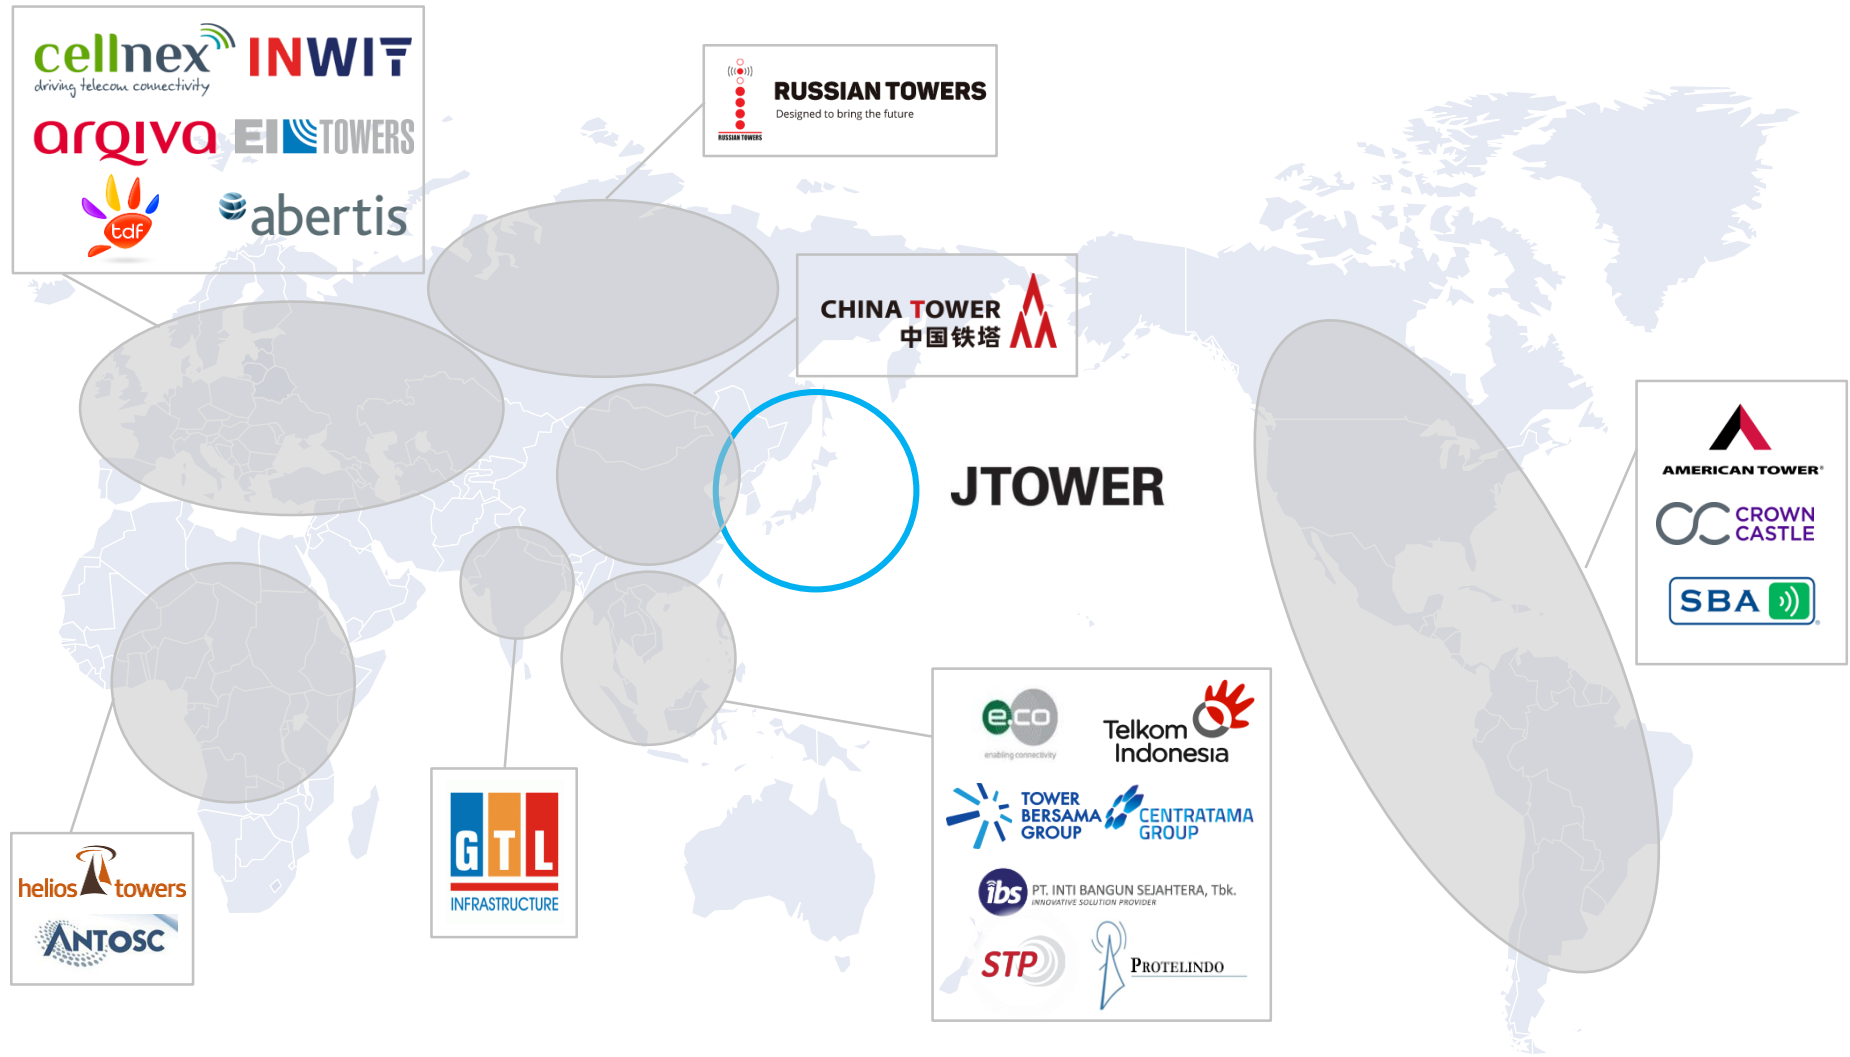 cellnex
driving telecom connectivity
INWIT
arqiva
EI TOWERS
tdf
abertis
RUSSIAN TOWERS
RUSSIAN TOWERS
Designed to bring the future
CHINA TOWER
中国铁塔
JTOWER
AMERICAN TOWER®
CROWN
CASTLE
SBA
®
e.co
enabling connectivity
Telkom
Indonesia
TOWER
BERSAMA
GROUP
CENTRATAMA
GROUP
ibs
PT. INTI BANGUN SEJAHTERA, Tbk.
INNOVATIVE SOLUTION PROVIDER
STP
PROTELINDO
GTL
INFRASTRUCTURE
helios towers
ANTOSC